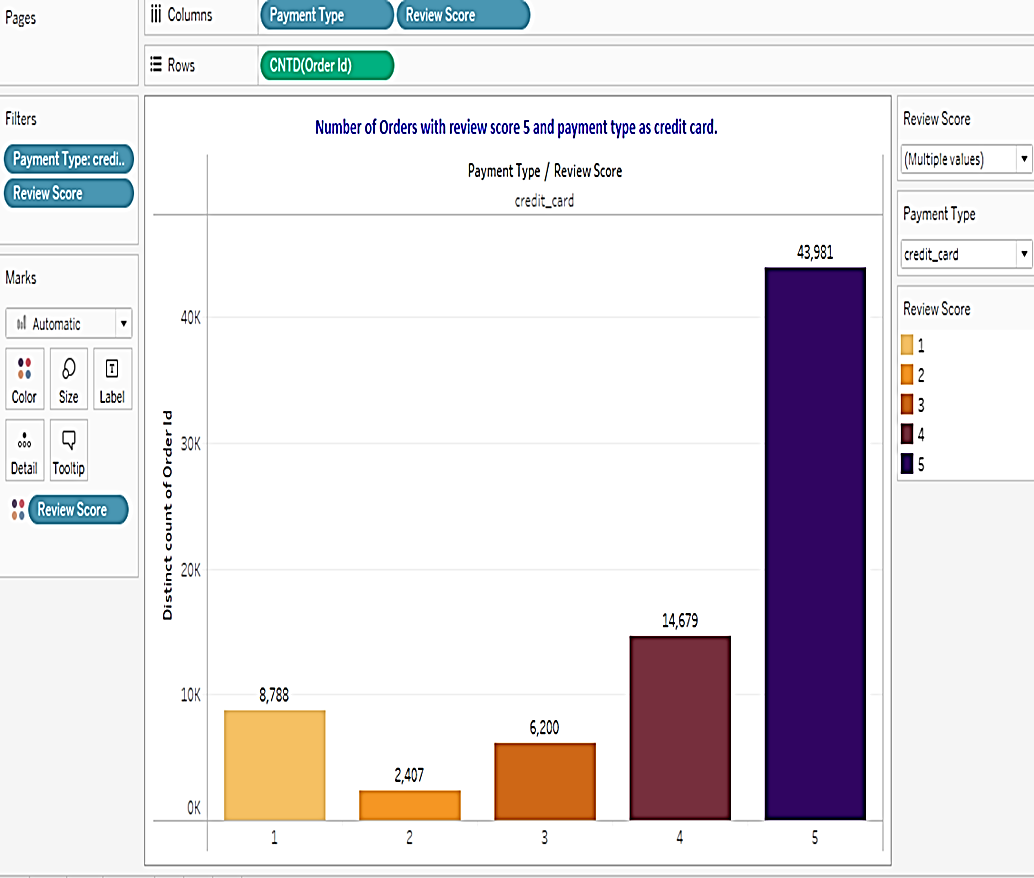 Pages
Columns
Payment Type
Review Score
Rows
CNTD(Order Id)
Filters
Payment Type: credi..
Review Score
Marks
Automatic
Color
Size
Label
Detail
Tooltip
Review Score
Number of Orders with review score 5 and payment type as credit card.
Payment Type / Review Score
credit_card
Distinct count of Order Id
40K
30K
20K
10K
0K
8,788
2,407
6,200
14,679
43,981
1
2
3
4
5
Review Score
(Multiple values)
Payment Type
credit_card
Review Score
1
2
3
4
5